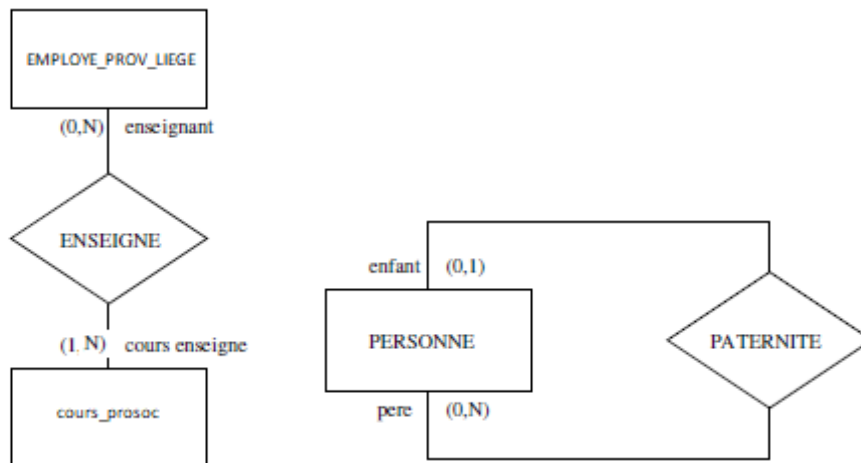 EMPLOYE_PROV_LIEGE
(0,N) enseignant
ENSEIGNE
(1, N) cours enseigne
cours_prosoc
enfant (0,1)
PERSONNE
pere (0,N)
PATERNITE